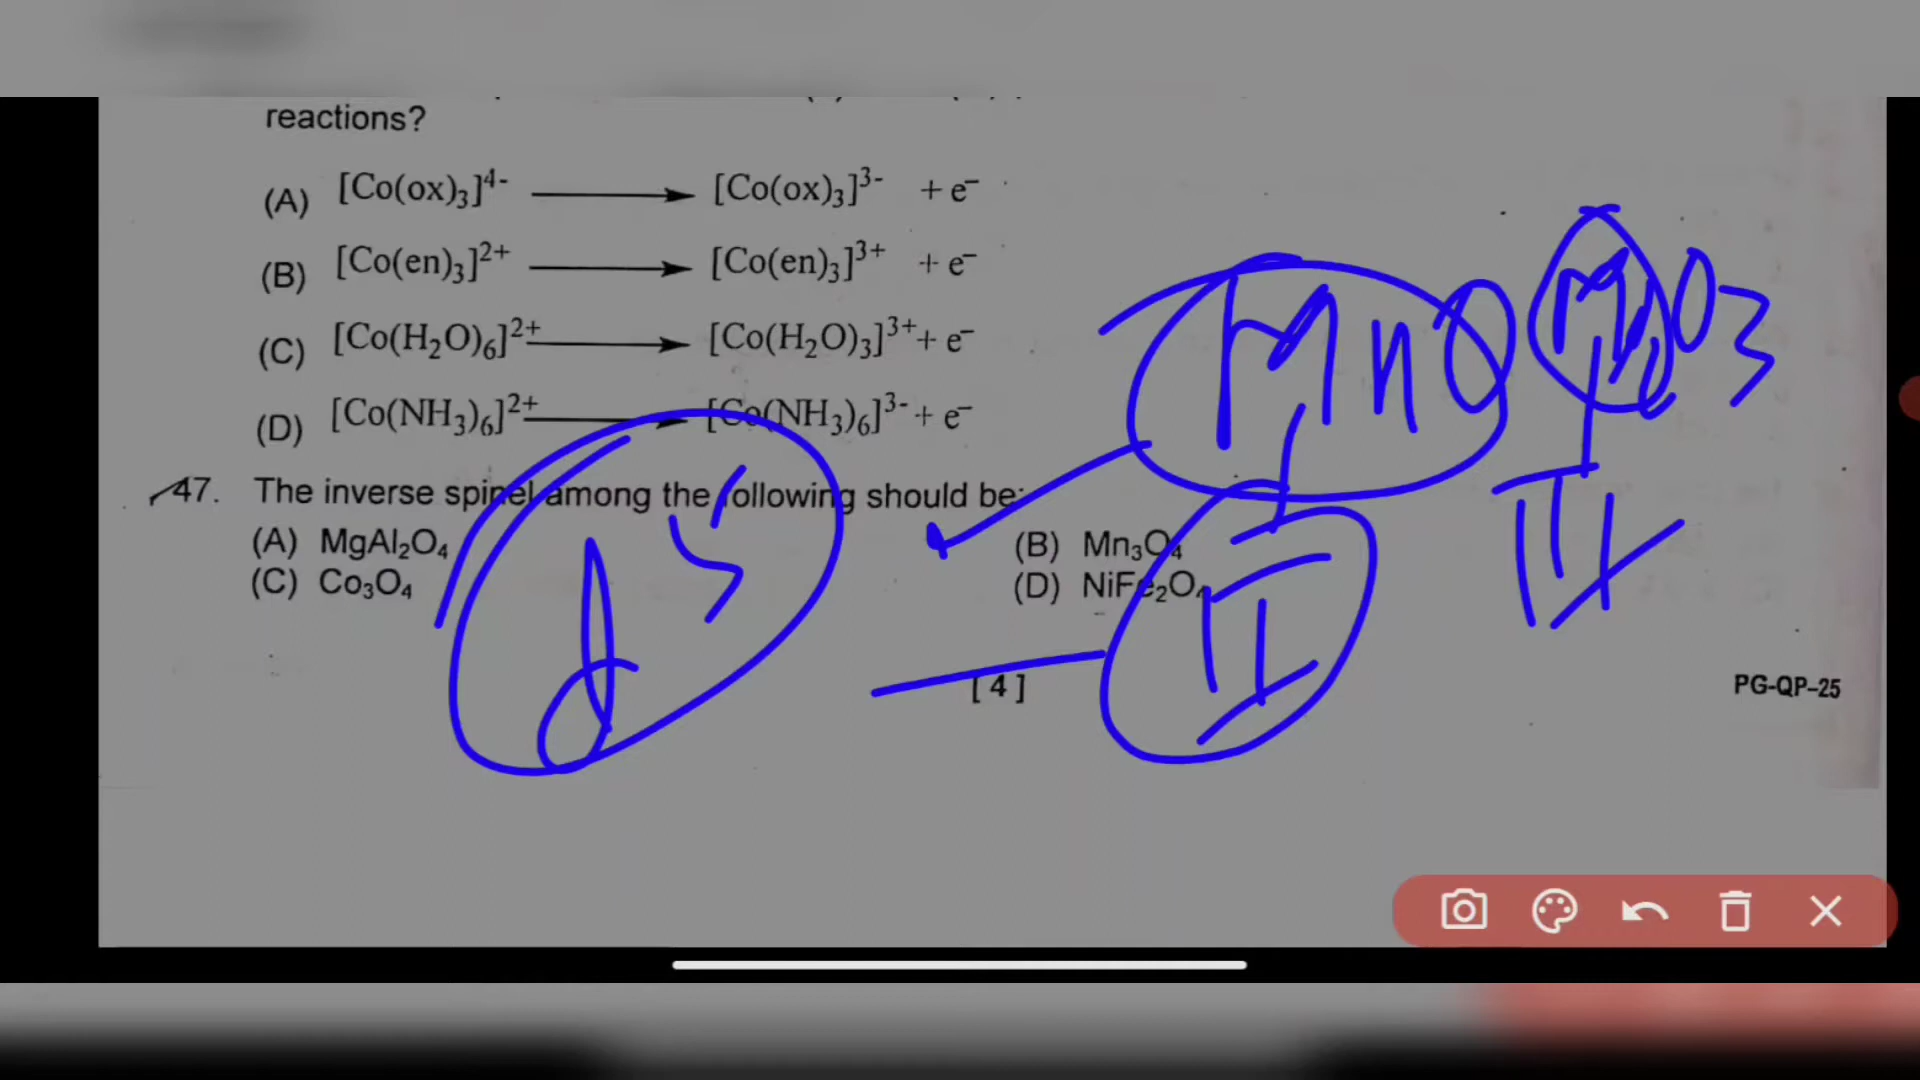 reactions?
(A) [Co(ox)₃]⁴⁻ ⟶ [Co(ox)₃]³⁻ + e⁻
(B) [Co(en)₃]²⁺ ⟶ [Co(en)₃]³⁺ + e⁻
(C) [Co(H₂O)₆]²⁺ ⟶ [Co(H₂O)₃]³⁺ + e⁻
(D) [Co(NH₃)₆]²⁺ ⟶ [Co(NH₃)₆]³⁻ + e⁻
MnO Mn₂O₃
II III
d⁵
47. The inverse spinel among the following should be:
(A) MgAl₂O₄ (B) Mn₃O₄
(C) Co₃O₄ (D) NiFe₂O₄
[ 4 ]
PG-QP–25